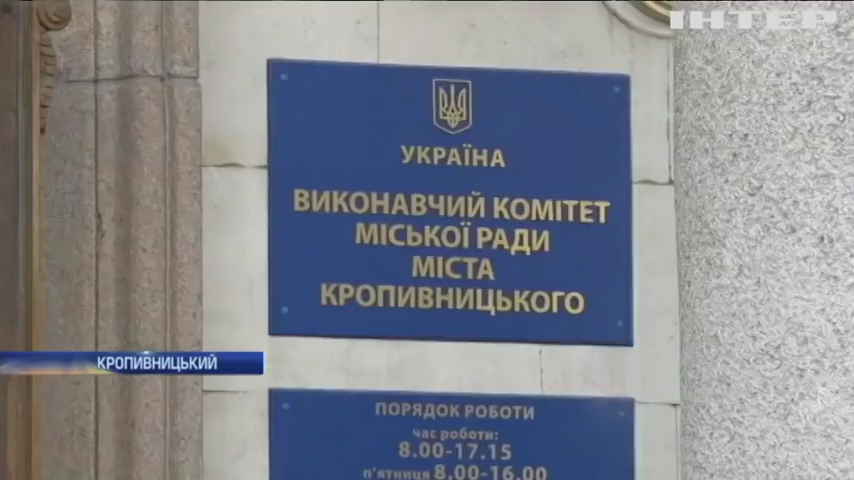 ІНТЕР
УКРАЇНА
ВИКОНАВЧИЙ КОМІТЕТ
МІСЬКОЇ РАДИ
МІСТА
КРОПИВНИЦЬКОГО
КРОПИВНИЦЬКИЙ
ПОРЯДОК РОБОТИ
час роботи:
8.00-17.15
п'ятниця 8.00-16.00